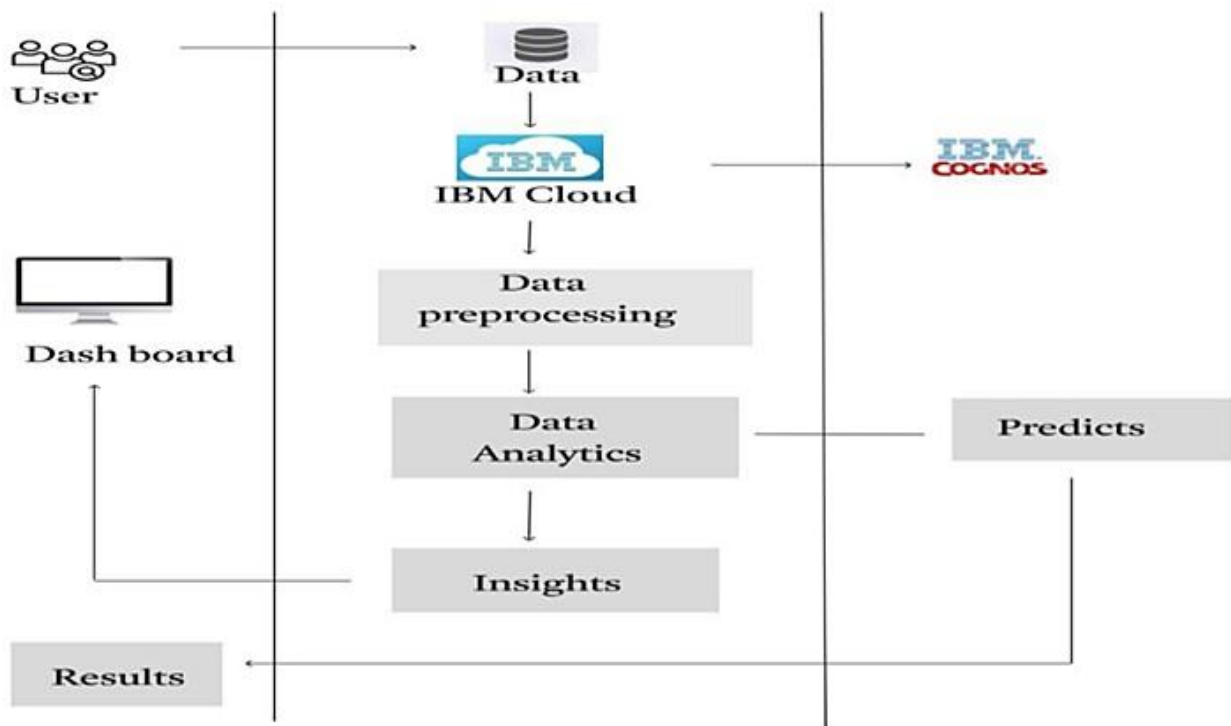 User
Data
IBM
IBM Cloud
IBM.
COGNOS
Data
preprocessing
Dash board
Data
Analytics
Predicts
Insights
Results